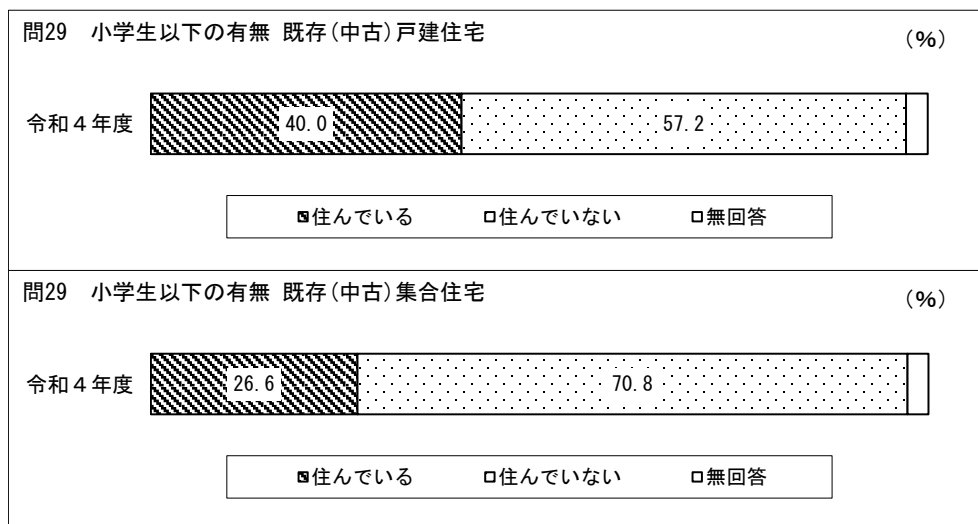 問29　小学生以下の有無 既存(中古)戸建住宅
(%)
令和４年度
40.0
57.2
住んでいる
住んでいない
無回答
問29　小学生以下の有無 既存(中古)集合住宅
(%)
令和４年度
26.6
70.8
住んでいる
住んでいない
無回答